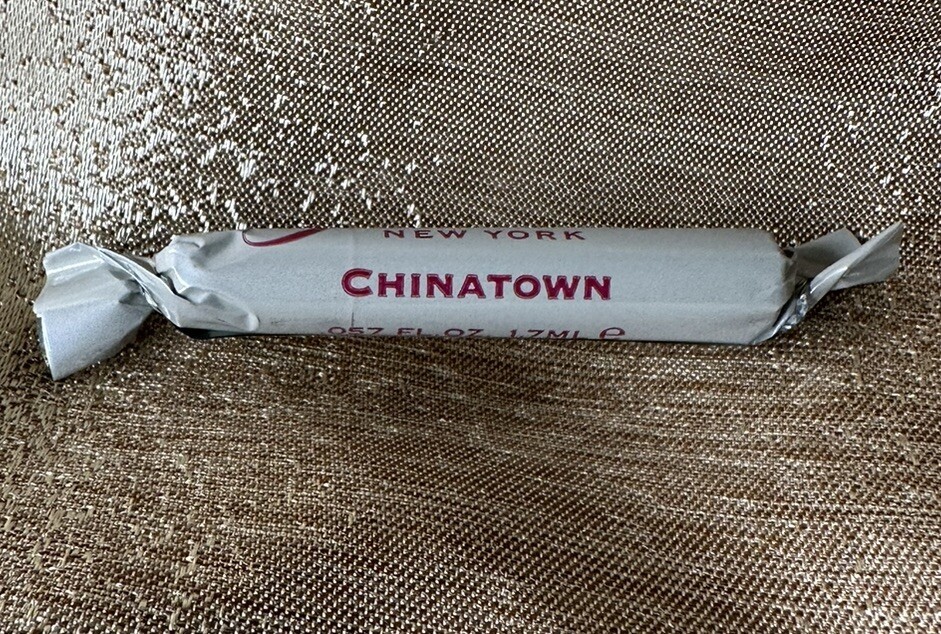 NEW YORK
CHINATOWN
.057 FL.OZ. 1.7ML ℮